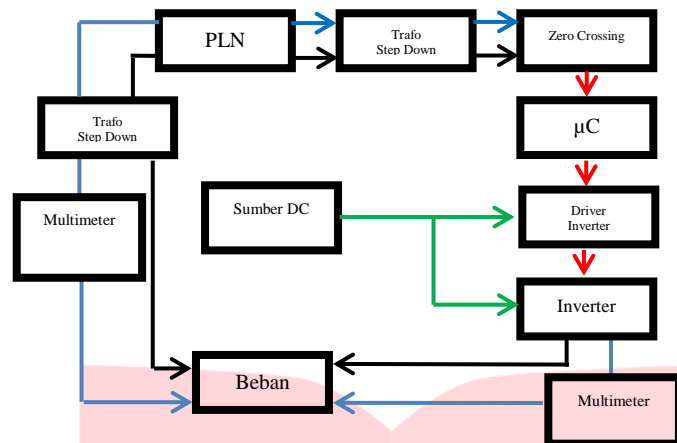 PLN
Trafo
Step Down
Zero Crossing
Trafo
Step Down
µC
Multimeter
Sumber DC
Driver
Inverter
Inverter
Beban
Multimeter